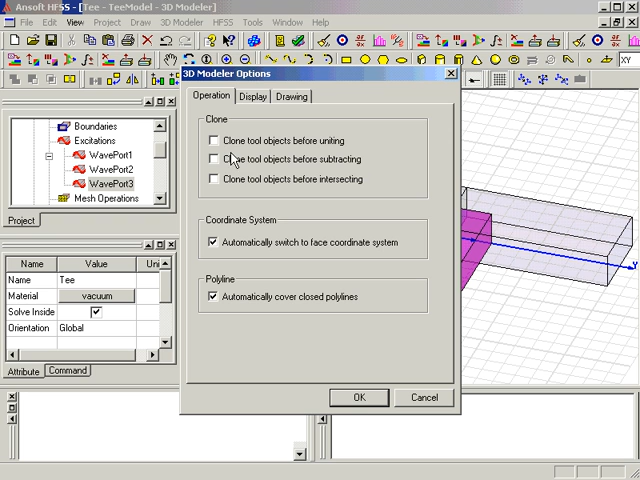 Ansoft HFSS - [Tee - TeeModel - 3D Modeler]
File Edit View Project Draw 3D Modeler HFSS Tools Window Help
XY
3D Modeler Options
Operation Display Drawing
Clone
Clone tool objects before uniting
Clone tool objects before subtracting
Clone tool objects before intersecting
Coordinate System
Automatically switch to face coordinate system
Polyline
Automatically cover closed polylines
OK Cancel
Boundaries
Excitations
WavePort1
WavePort2
WavePort3
Mesh Operations
Project
Name Value Uni
Name Tee
Material vacuum
Solve Inside
Orientation Global
Attribute Command
Y
NUM